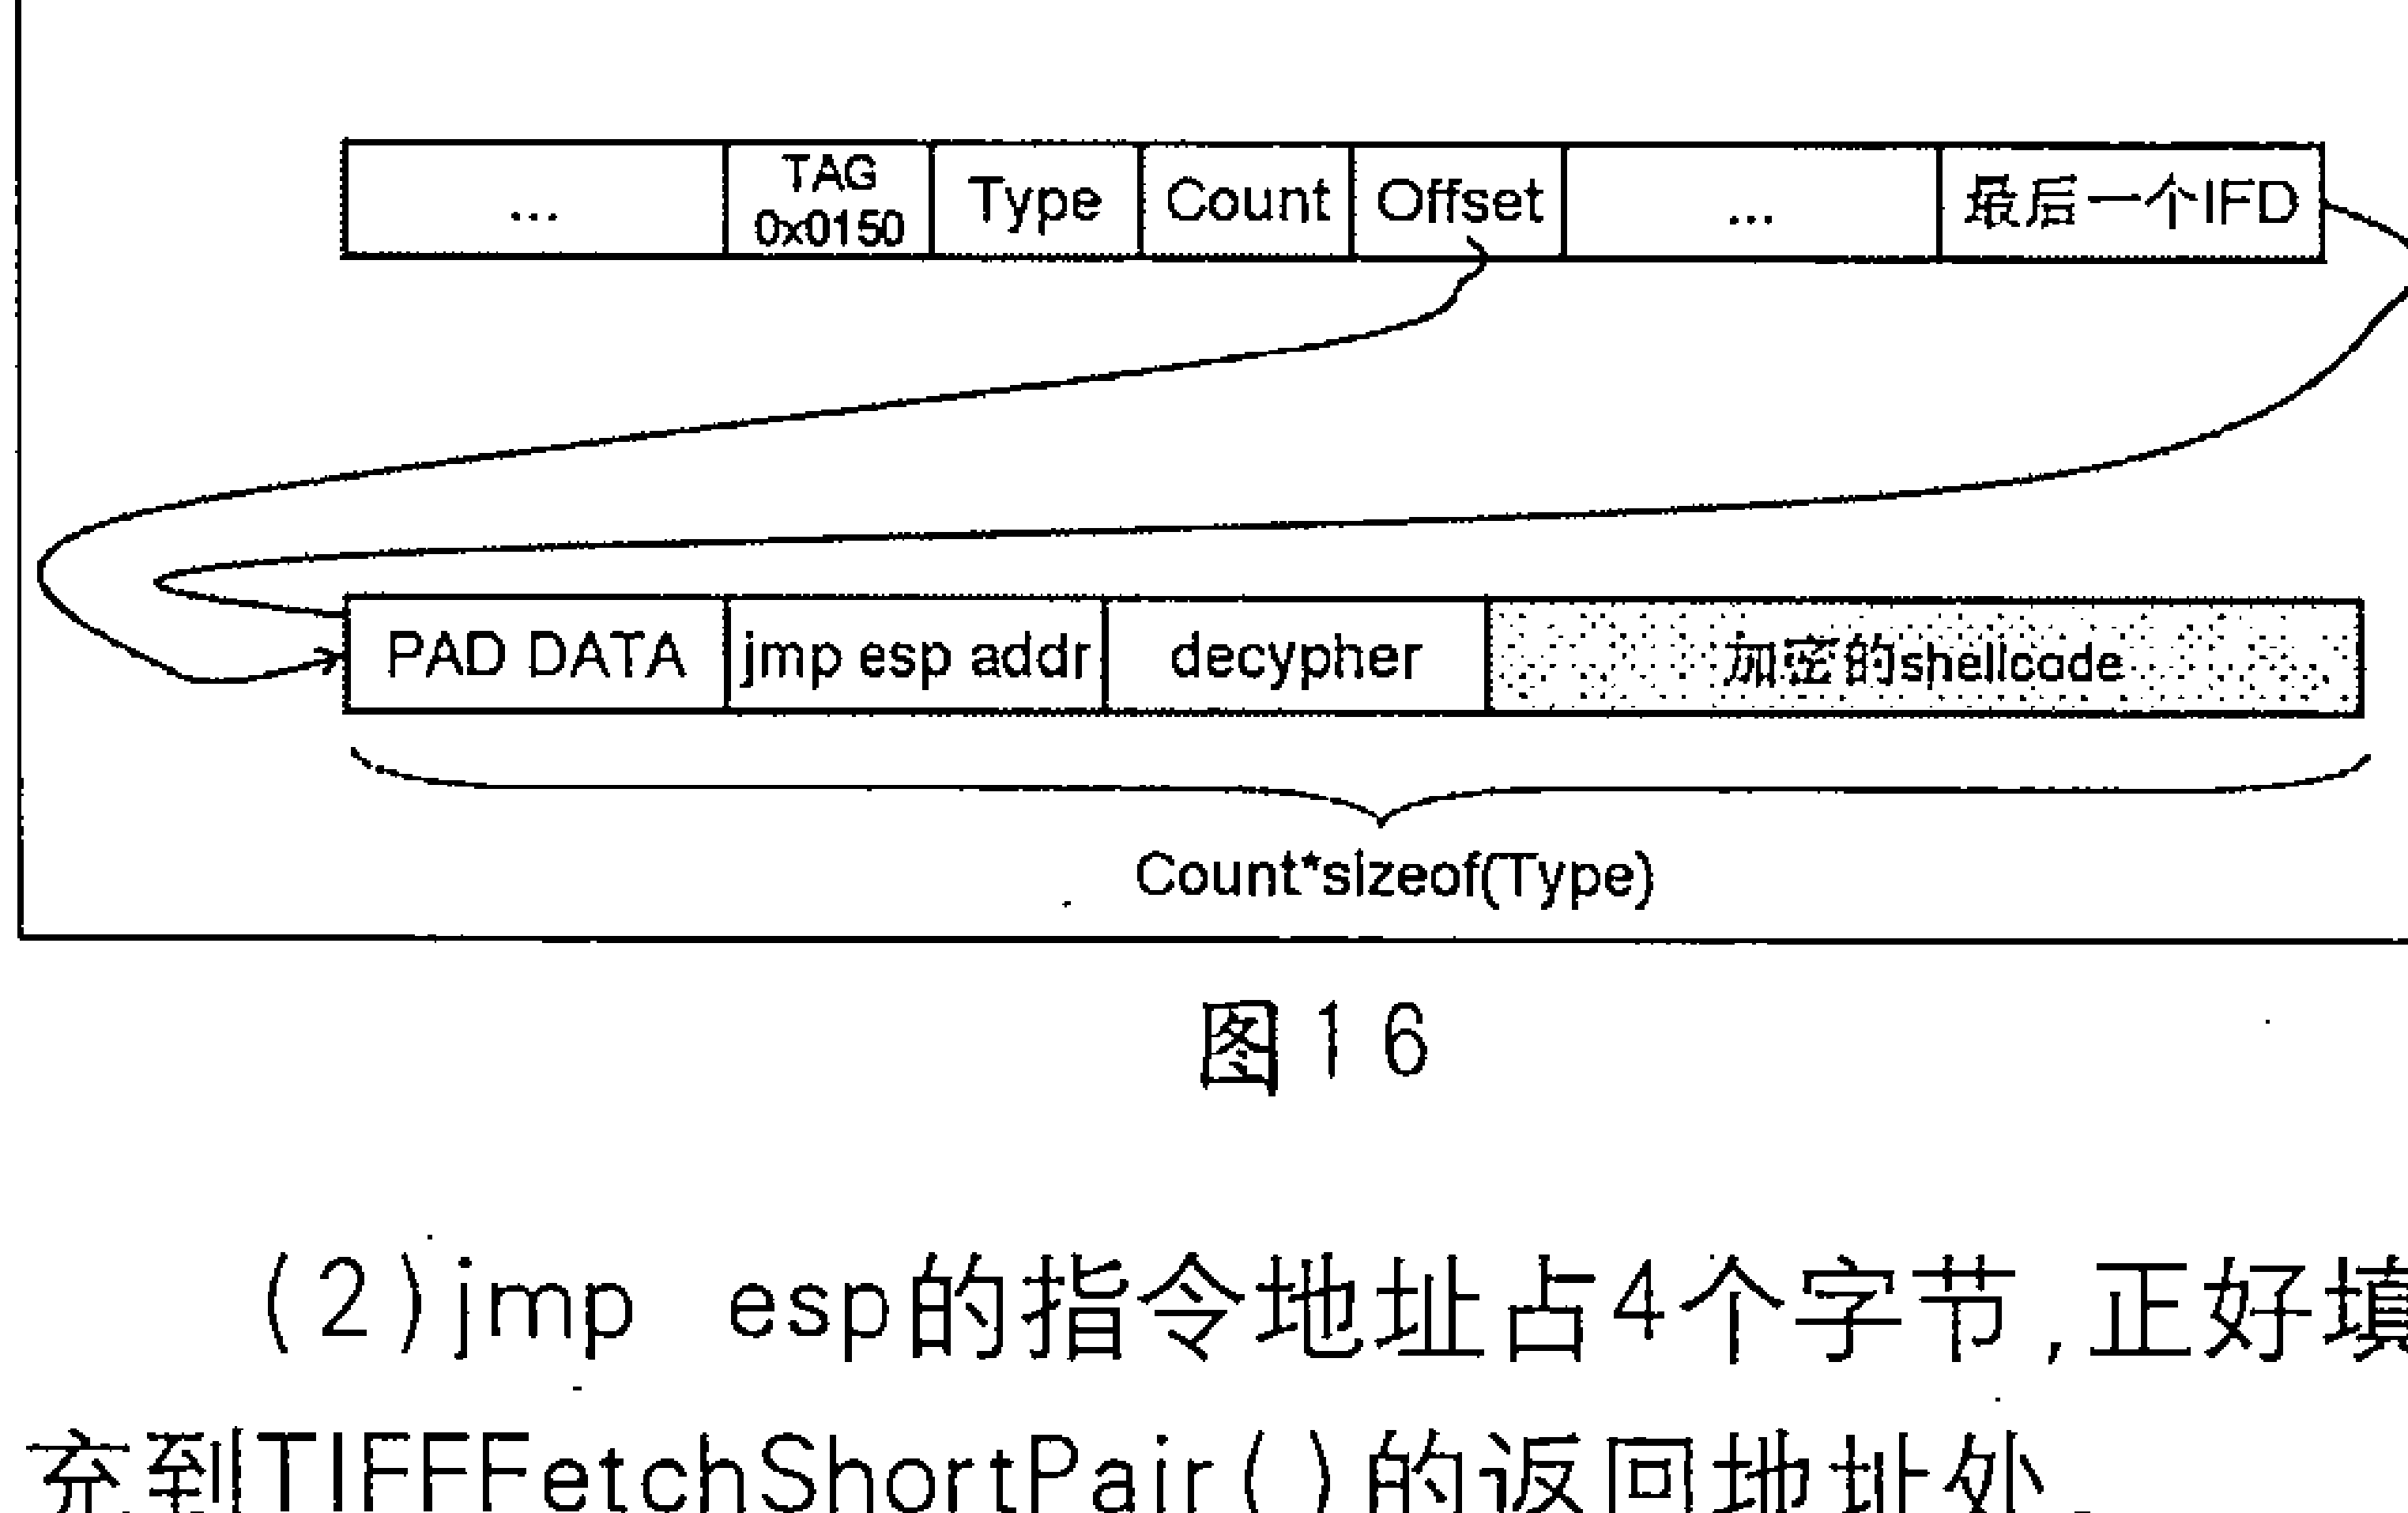 ... TAG 0x0150 Type Count Offset ... 最后一个IFD
PAD DATA jmp esp addr decypher 加密的shellcode
Count*sizeof(Type)
图16
(2)jmp esp的指令地址占4个字节,正好填
充到TIFFFetchShortPair()的返回地址处。